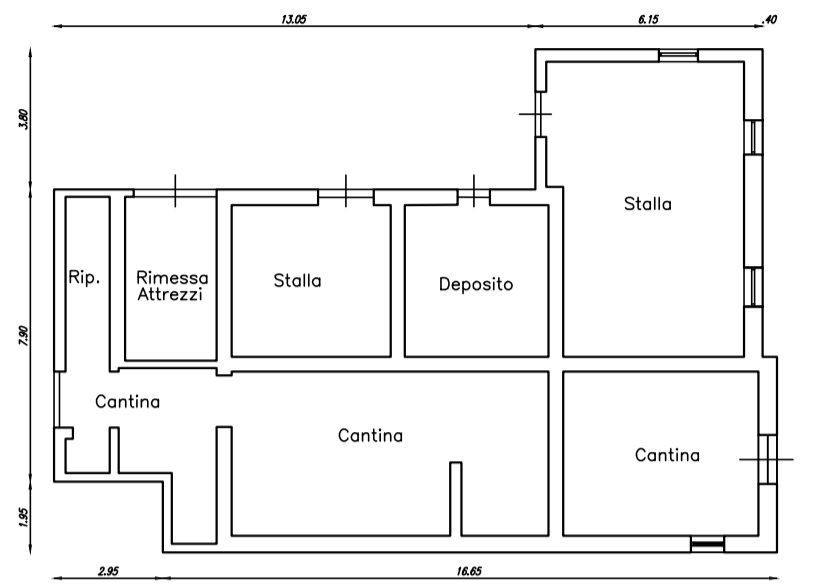 13.05
6.15
.40
3.80
Stalla
Rip.
Rimessa
Attrezzi
Stalla
Deposito
7.90
Cantina
Cantina
Cantina
1.95
2.95
16.65